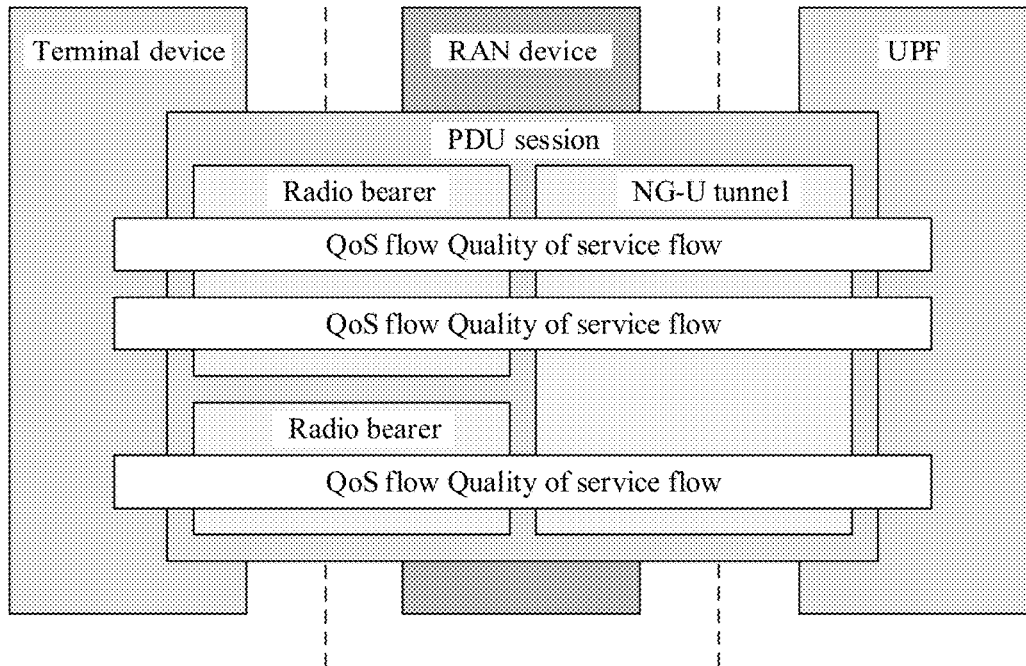 Terminal device
RAN device
UPF
PDU session
Radio bearer
NG-U tunnel
QoS flow Quality of service flow
QoS flow Quality of service flow
Radio bearer
QoS flow Quality of service flow